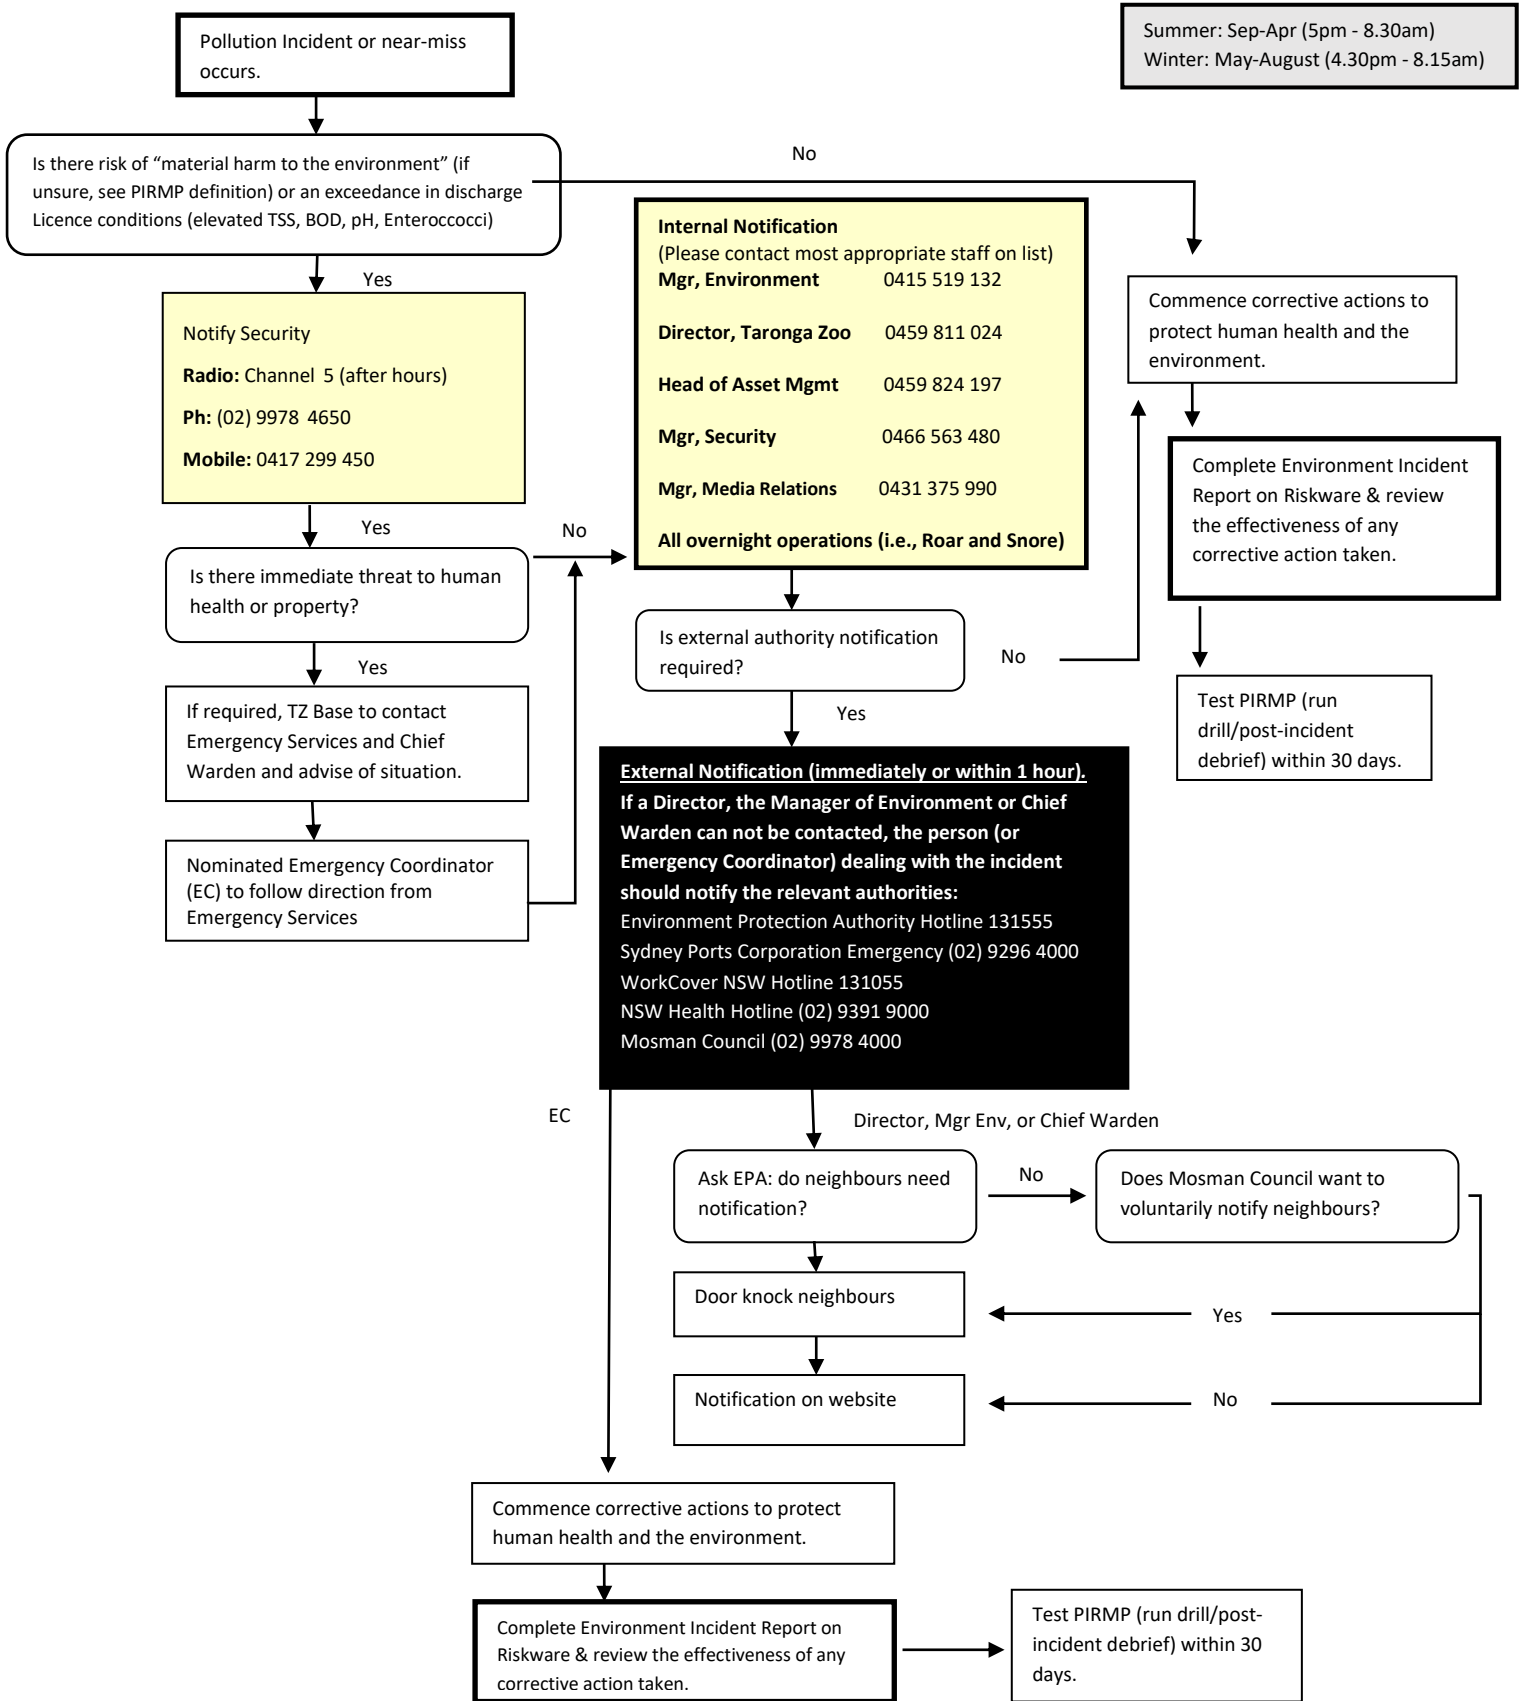 Pollution Incident or near-miss
occurs.
Summer: Sep-Apr (5pm - 8.30am)
Winter: May-August (4.30pm - 8.15am)
Is there risk of “material harm to the environment” (if
unsure, see PIRMP definition) or an exceedance in discharge
Licence conditions (elevated TSS, BOD, pH, Enteroccocci)
No
Yes
Notify Security
Radio: Channel 5 (after hours)
Ph: (02) 9978 4650
Mobile: 0417 299 450
Internal Notification
(Please contact most appropriate staff on list)
Mgr, Environment 0415 519 132
Director, Taronga Zoo 0459 811 024
Head of Asset Mgmt 0459 824 197
Mgr, Security 0466 563 480
Mgr, Media Relations 0431 375 990
All overnight operations (i.e., Roar and Snore)
Commence corrective actions to
protect human health and the
environment.
Complete Environment Incident
Report on Riskware & review
the effectiveness of any
corrective action taken.
Test PIRMP (run
drill/post-incident
debrief) within 30 days.
Yes
No
Is there immediate threat to human
health or property?
Yes
If required, TZ Base to contact
Emergency Services and Chief
Warden and advise of situation.
Nominated Emergency Coordinator
(EC) to follow direction from
Emergency Services
Is external authority notification
required?
No
Yes
External Notification (immediately or within 1 hour).
If a Director, the Manager of Environment or Chief
Warden can not be contacted, the person (or
Emergency Coordinator) dealing with the incident
should notify the relevant authorities:
Environment Protection Authority Hotline 131555
Sydney Ports Corporation Emergency (02) 9296 4000
WorkCover NSW Hotline 131055
NSW Health Hotline (02) 9391 9000
Mosman Council (02) 9978 4000
EC
Director, Mgr Env, or Chief Warden
Ask EPA: do neighbours need
notification?
No
Does Mosman Council want to
voluntarily notify neighbours?
Door knock neighbours
Yes
Notification on website
No
Commence corrective actions to protect
human health and the environment.
Complete Environment Incident Report on
Riskware & review the effectiveness of any
corrective action taken.
Test PIRMP (run drill/post-
incident debrief) within 30
days.